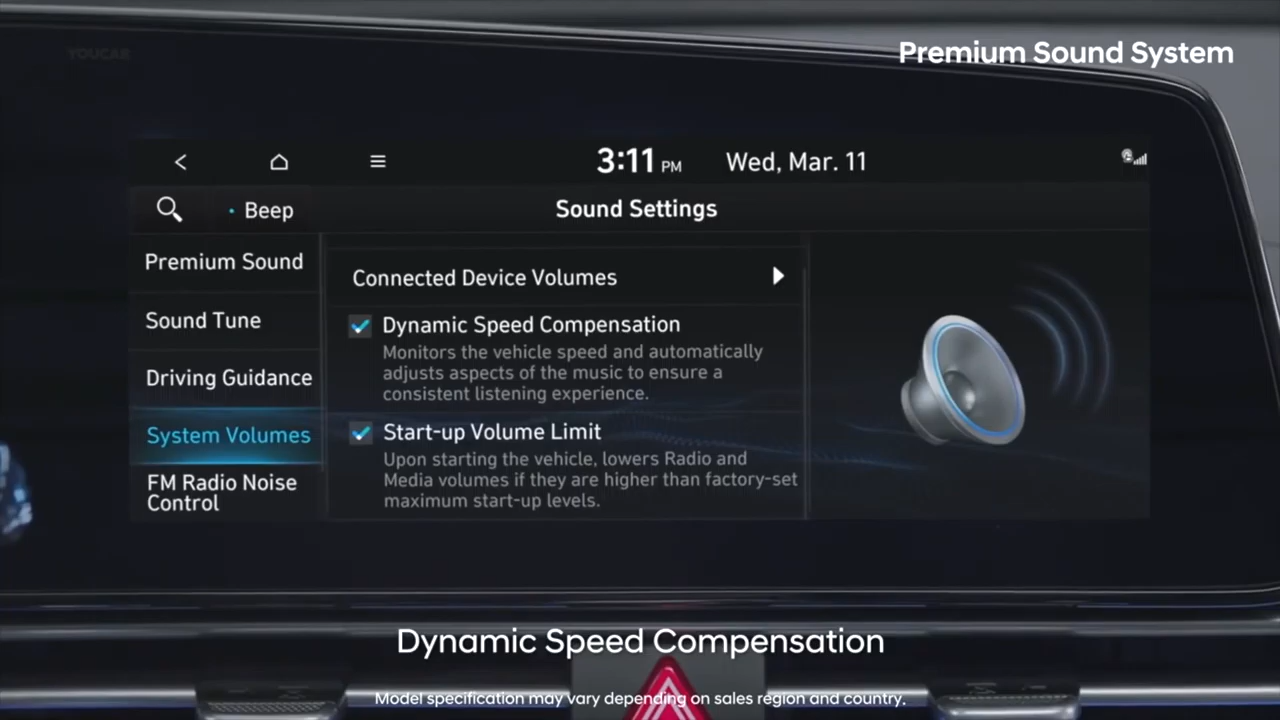 YOUCAR
Premium Sound System
3:11 PM
Wed, Mar. 11
Beep
Sound Settings
Premium Sound
Sound Tune
Driving Guidance
System Volumes
FM Radio Noise
Control
Connected Device Volumes
Dynamic Speed Compensation
Monitors the vehicle speed and automatically
adjusts aspects of the music to ensure a
consistent listening experience.
Start-up Volume Limit
Upon starting the vehicle, lowers Radio and
Media volumes if they are higher than factory-set
maximum start-up levels.
Dynamic Speed Compensation
Model specification may vary depending on sales region and country.